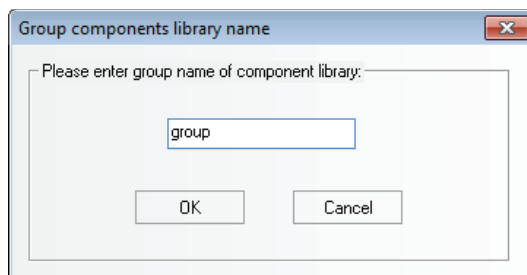 Group components library name
Please enter group name of component library:
group
OK Cancel